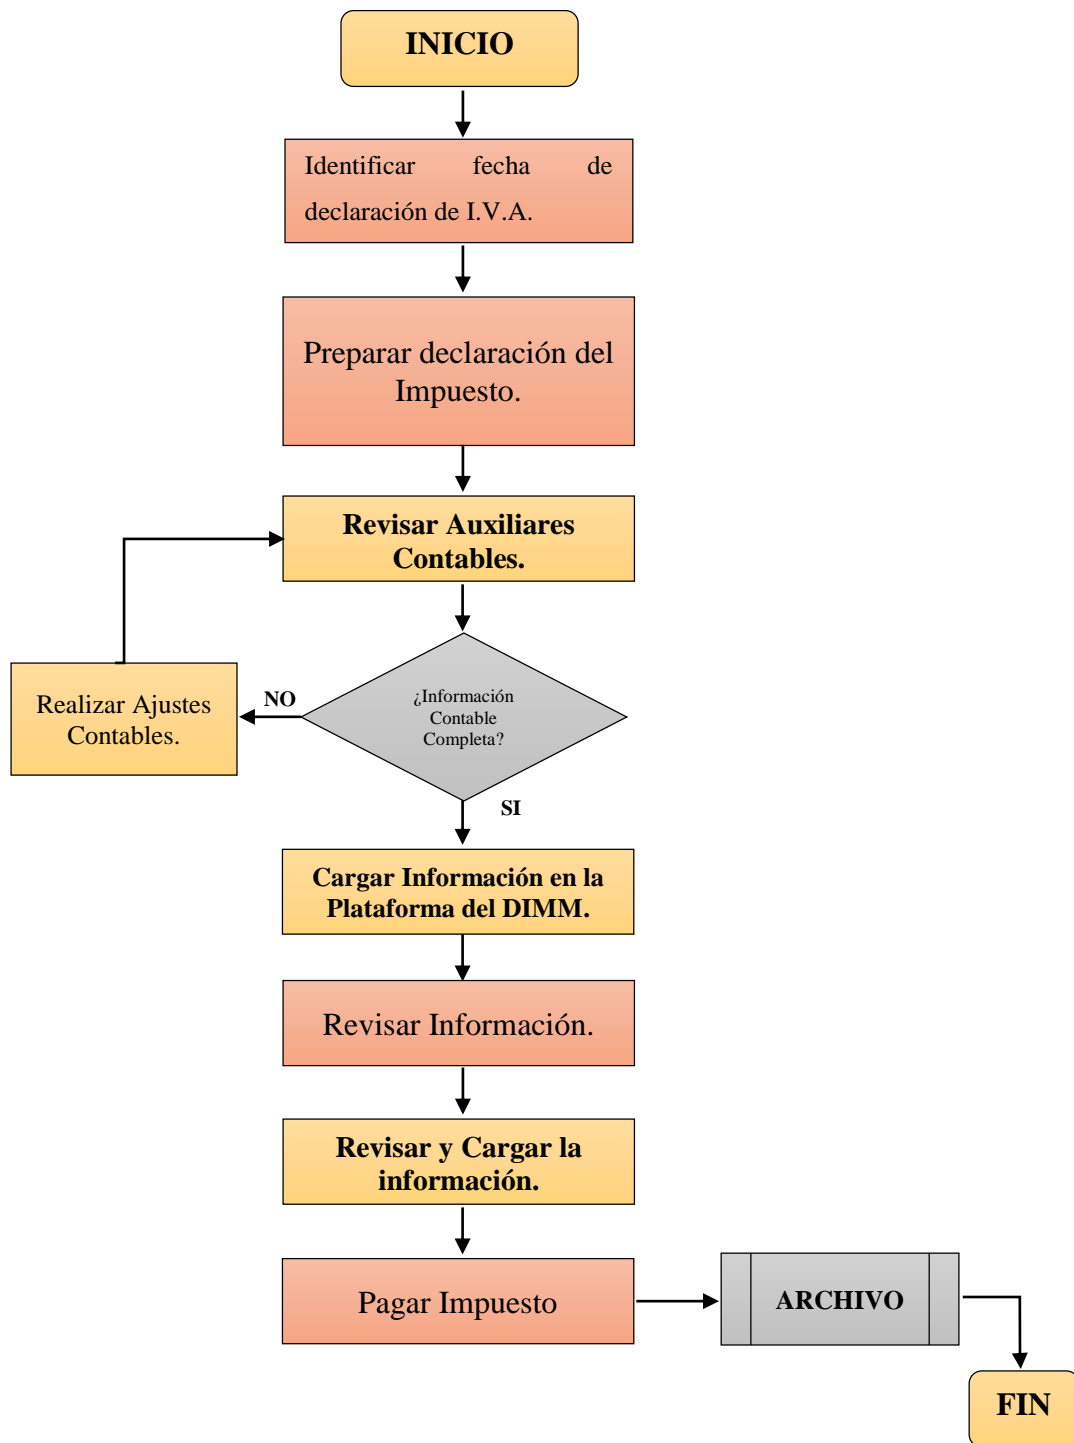 INICIO
Identificar fecha de
declaración de I.V.A.
Preparar declaración del
Impuesto.
Revisar Auxiliares
Contables.
¿Información
Contable
Completa?
NO
Realizar Ajustes
Contables.
SI
Cargar Información en la
Plataforma del DIMM.
Revisar Información.
Revisar y Cargar la
información.
Pagar Impuesto
ARCHIVO
FIN